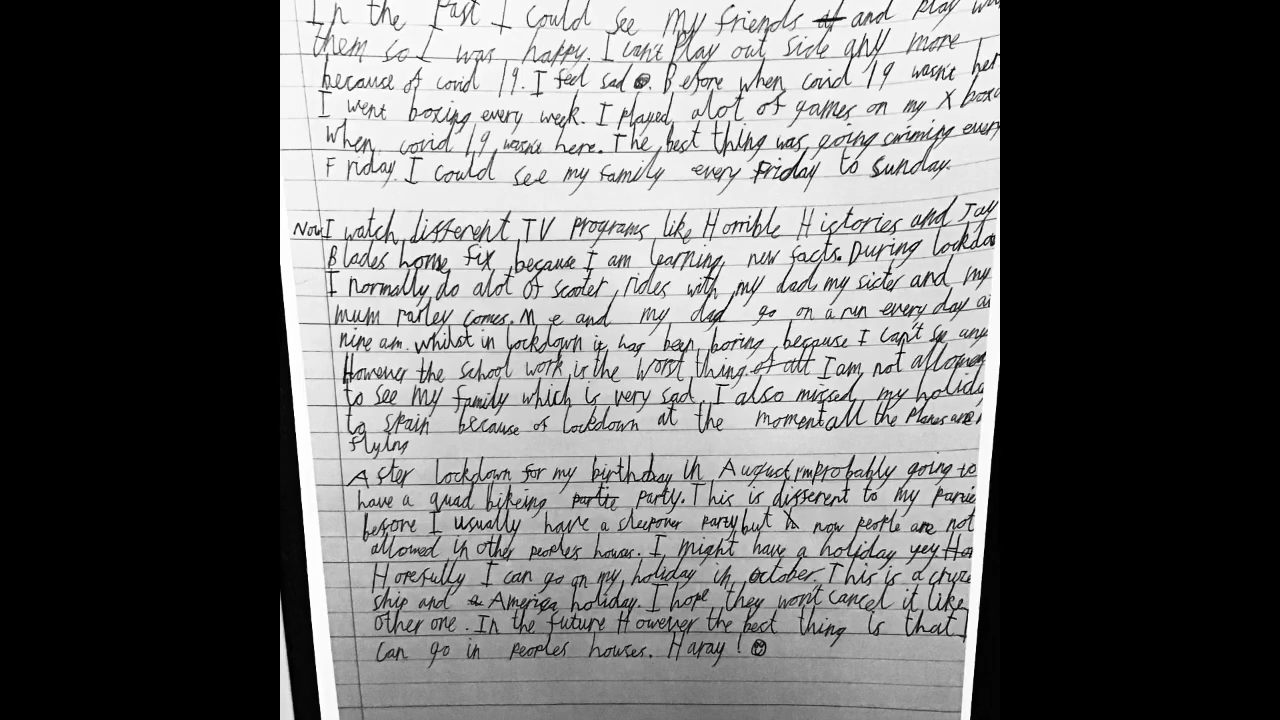 In the Past I could see my friends and play
them so I was happy. I can't play out side any more
because of covid 19. I feel sad. Before when covid 19 wasn't her
I went boxing every week. I played alot of games on my X box
when covid 19 wasn't here. The best thing was going swiming every
Friday. I could see my family every Friday to sunday.
Now I watch different TV programs like Horrible Histories and Jay
Blades home fix because I am learning new facts. During lockdo
I normally do alot of scooter rides with my dad, my sister and my
mum rarley comes. Me and my dad go on a run every day a
nine am. whilst in lockdown it has been boring because I can't any
However the school work is the worst thing of all I am not allowed
to see my family which is very sad. I also missed my holida
to spain because of lockdown at the moment all the planes are
flying
After lockdown for my birthday in August, im probably going to
have a quad bikeing partie party. This is different to my partie
before I usually have a sleepover party but now people are not
allowed in other peoples houses. I might have a holiday yey Ho
Hopefully I can go on my holiday in october. This is a cruze
ship and a America holiday. I hope they won't cancel it like
other one. In the future However the best thing is that I
can go in peoples houses. Haray!